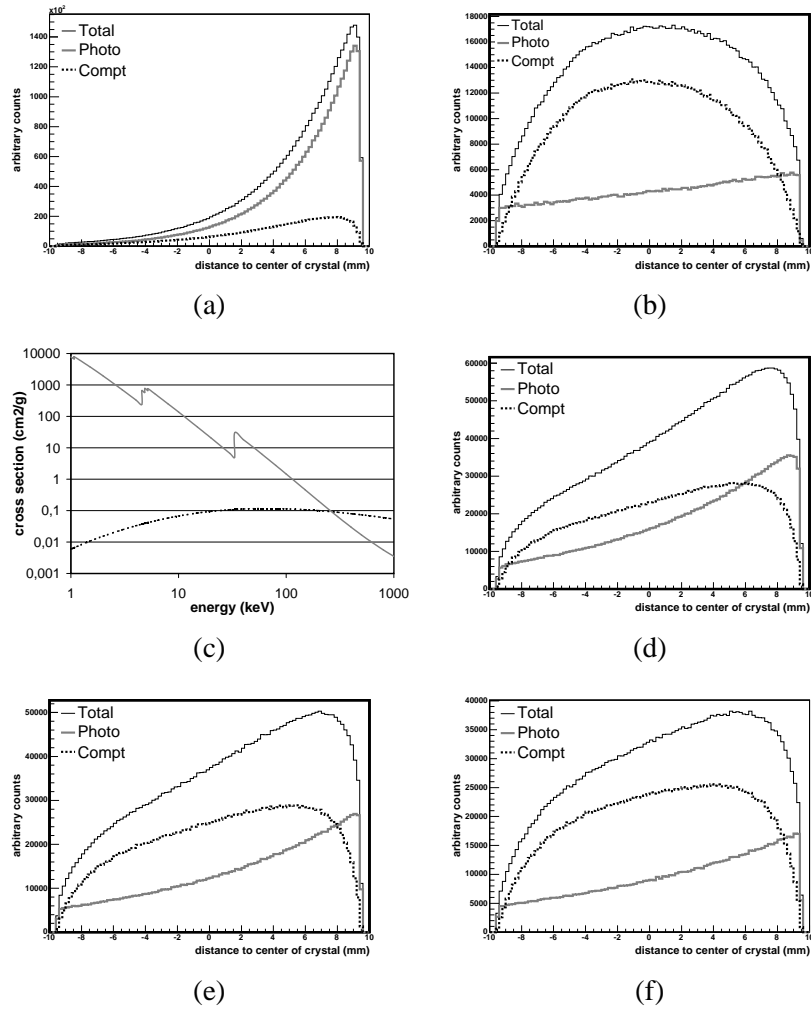 x10²
Total
Photo
Compt
arbitrary counts
1400
1200
1000
800
600
400
200
0
-10 -8 -6 -4 -2 0 2 4 6 8 10
distance to center of crystal (mm)
(a)
Total
Photo
Compt
arbitrary counts
18000
16000
14000
12000
10000
8000
6000
4000
2000
0
-10 -8 -6 -4 -2 0 2 4 6 8 10
distance to center of crystal (mm)
(b)
cross section (cm2/g)
10000
1000
100
10
1
0,1
0,01
0,001
1 10 100 1000
energy (keV)
(c)
Total
Photo
Compt
arbitrary counts
60000
50000
40000
30000
20000
10000
0
-10 -8 -6 -4 -2 0 2 4 6 8 10
distance to center of crystal (mm)
(d)
Total
Photo
Compt
arbitrary counts
50000
40000
30000
20000
10000
0
-10 -8 -6 -4 -2 0 2 4 6 8 10
distance to center of crystal (mm)
(e)
Total
Photo
Compt
arbitrary counts
40000
35000
30000
25000
20000
15000
10000
5000
0
-10 -8 -6 -4 -2 0 2 4 6 8 10
distance to center of crystal (mm)
(f)